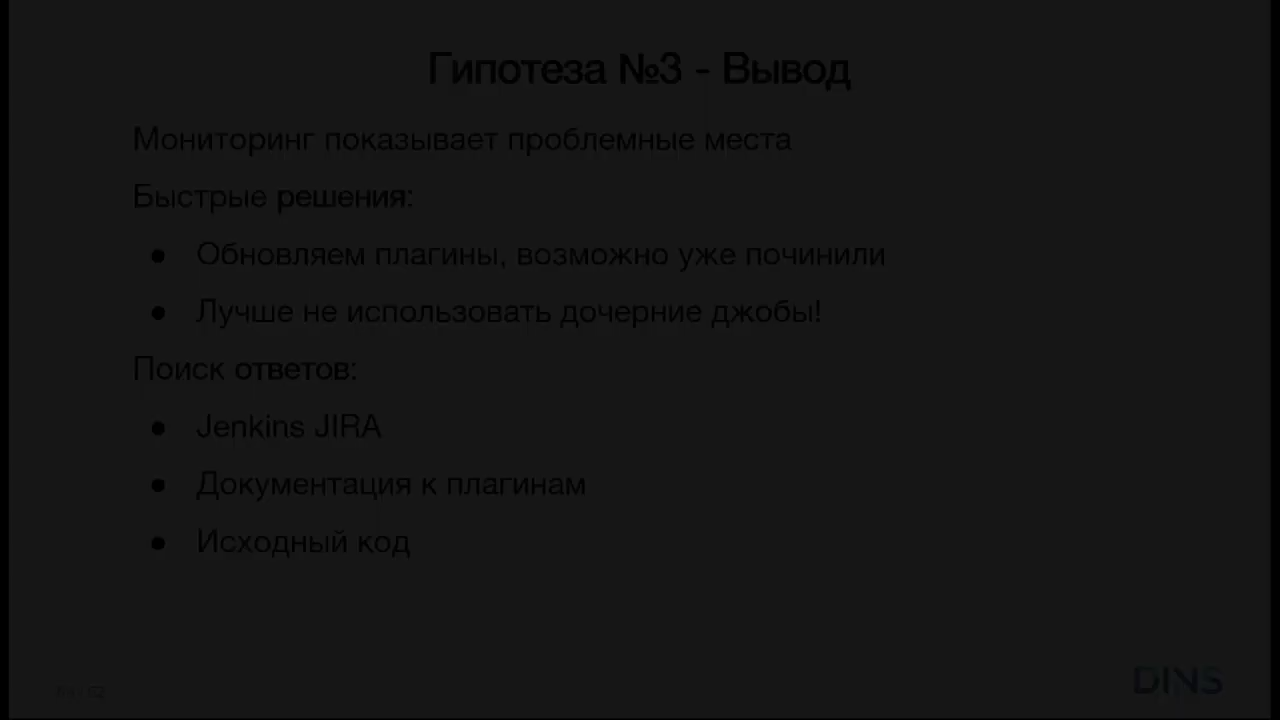 Гипотеза №3 - Вывод
Мониторинг показывает проблемные места
Быстрые решения:
● Обновляем плагины, возможно уже починили
● Лучше не использовать дочерние джобы!
Поиск ответов:
● Jenkins JIRA
● Документация к плагинам
● Исходный код
DINS